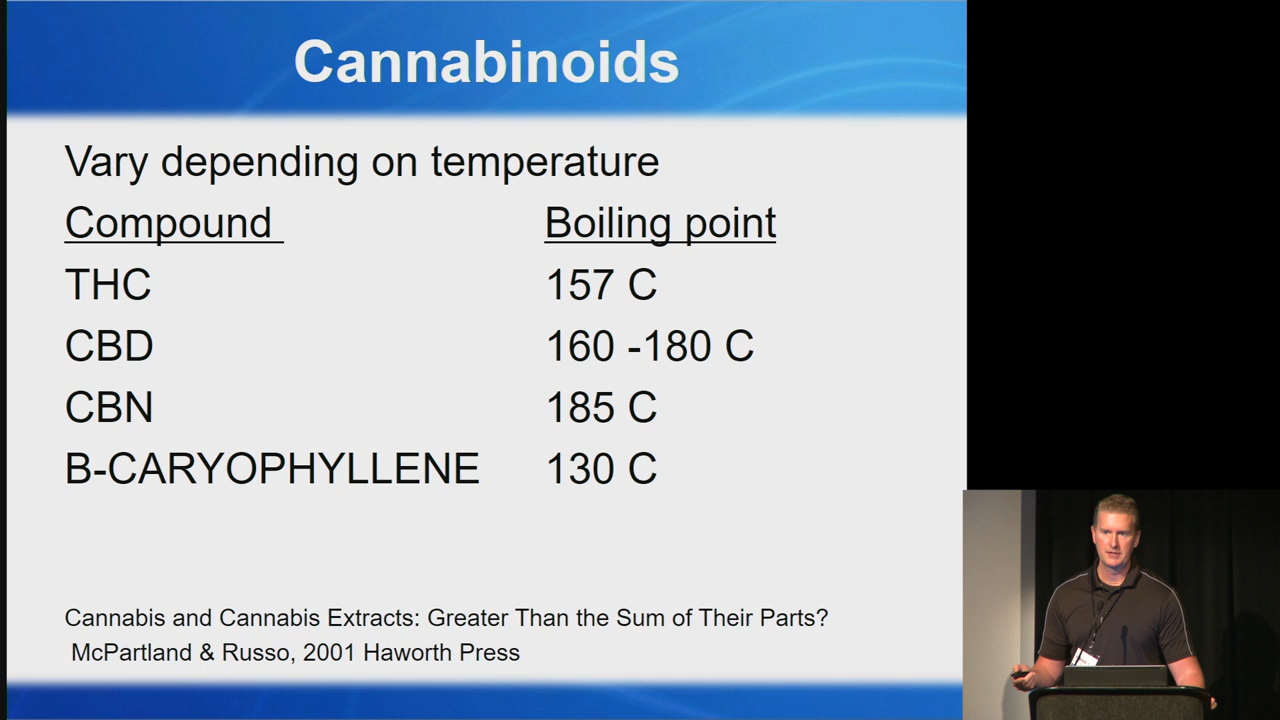 Cannabinoids
Vary depending on temperature
Compound Boiling point
THC 157 C
CBD 160 -180 C
CBN 185 C
B-CARYOPHYLLENE 130 C
Cannabis and Cannabis Extracts: Greater Than the Sum of Their Parts?
McPartland & Russo, 2001 Haworth Press